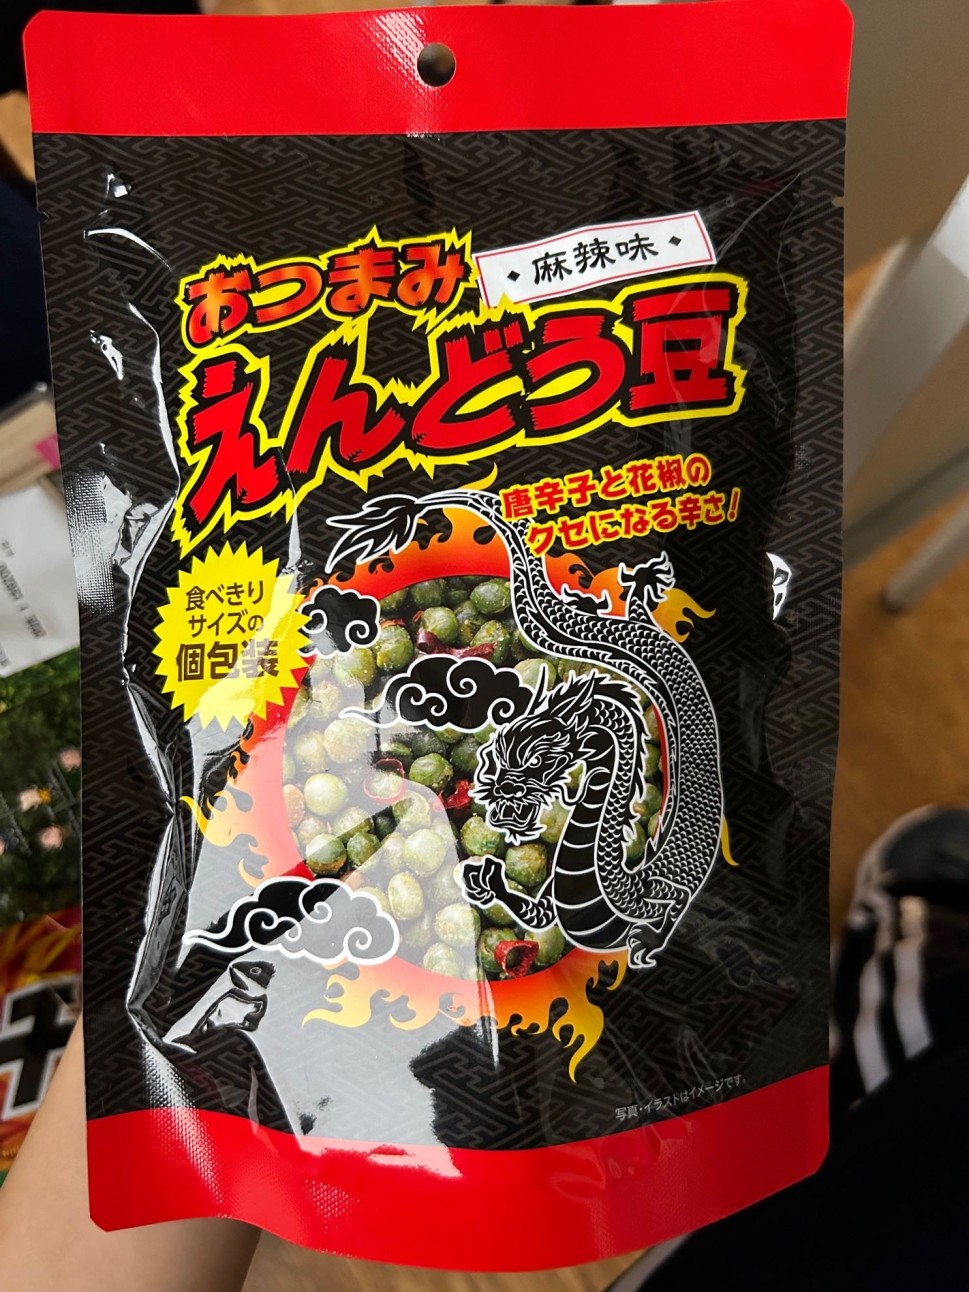 おつまみ
麻辣味
えんどう豆
唐辛子と花椒の
クセになる辛さ!
食べきり
サイズの
個包装
写真・イラストはイメージです。